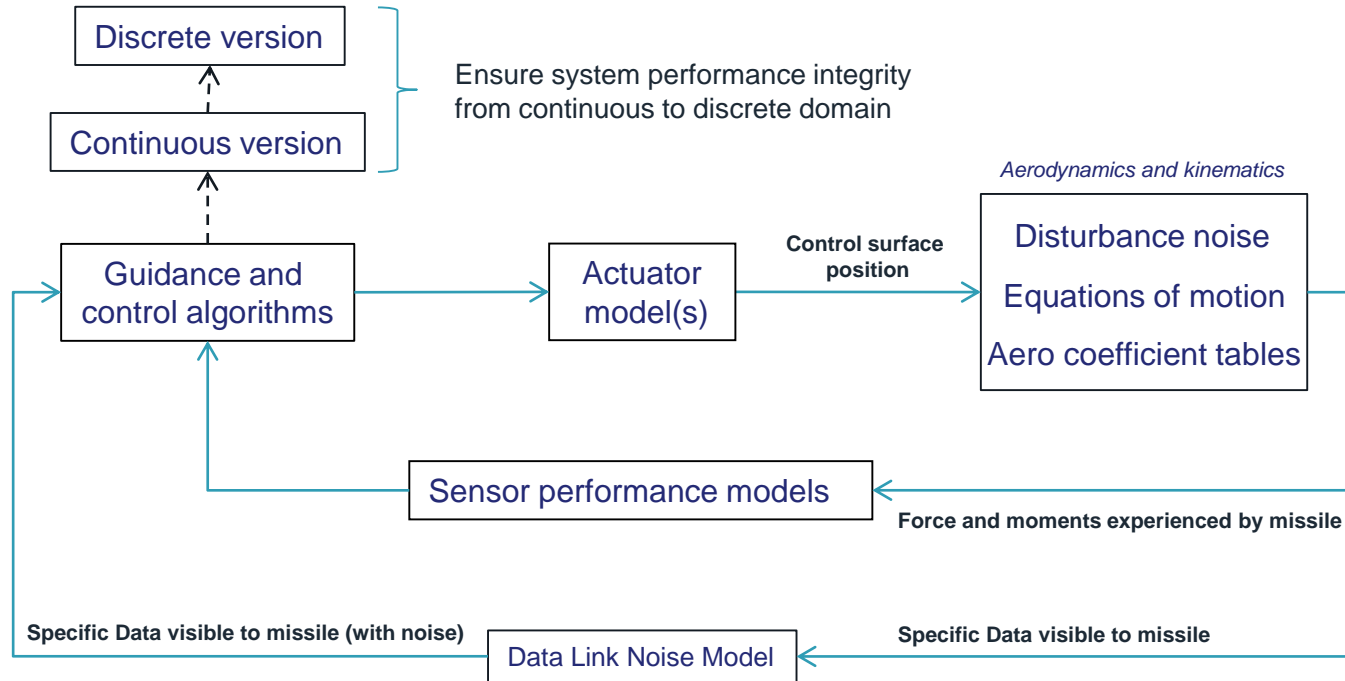 Discrete version
Ensure system performance integrity
from continuous to discrete domain
Continuous version
Aerodynamics and kinematics
Guidance and
control algorithms
Actuator
model(s)
Control surface
position
Disturbance noise
Equations of motion
Aero coefficient tables
Sensor performance models
Force and moments experienced by missile
Specific Data visible to missile (with noise)
Data Link Noise Model
Specific Data visible to missile